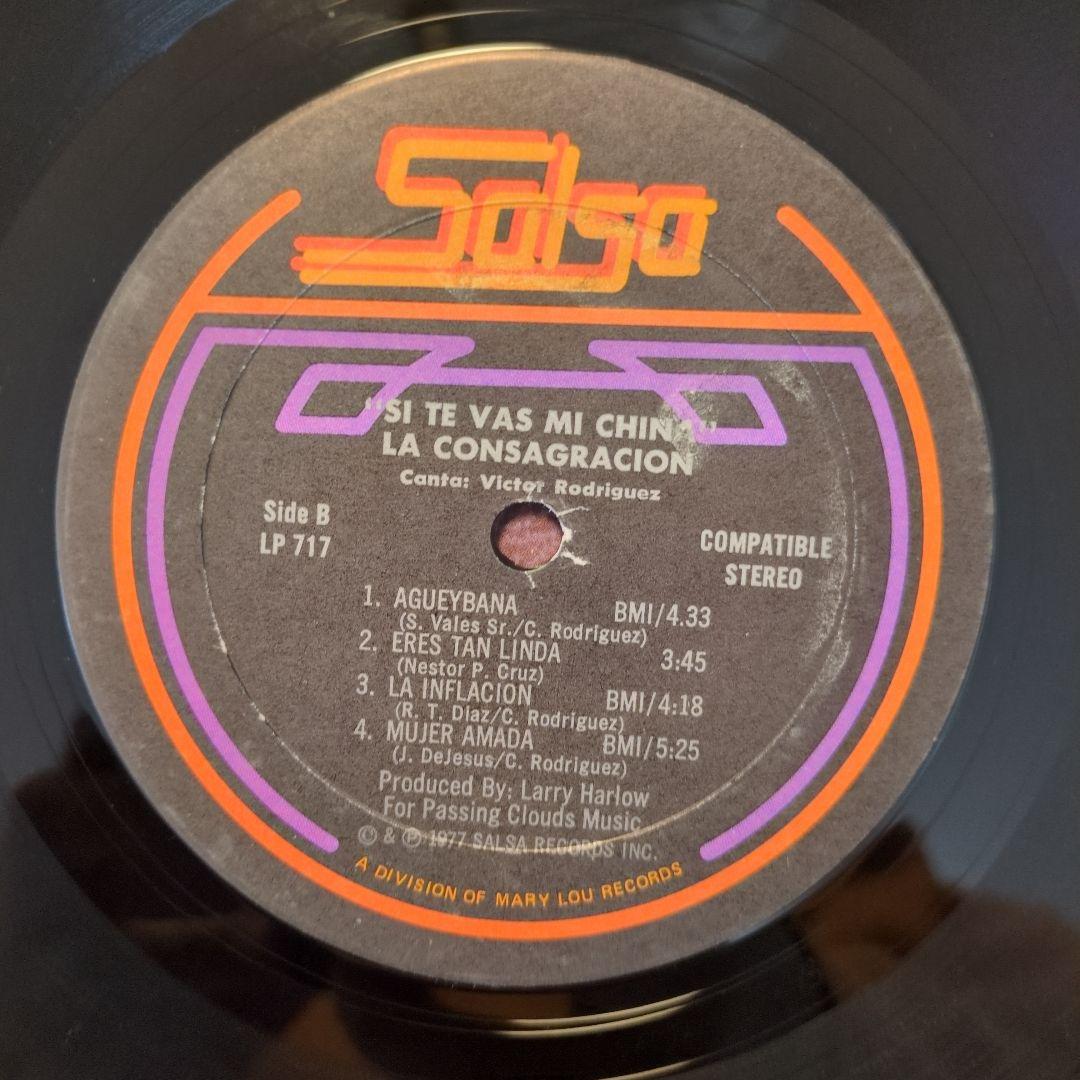 Salsa
"SI TE VAS MI CHINA"
LA CONSAGRACION
Canta: Victor Rodriguez
Side B
LP 717
COMPATIBLE
STEREO
1. AGUEYBANA BMI/4.33
(S. Vales Sr./C. Rodriguez)
2. ERES TAN LINDA 3:45
(Nestor P. Cruz)
3. LA INFLACION BMI/4:18
(R. T. Diaz/C. Rodriguez)
4. MUJER AMADA BMI/5:25
(J. DeJesus/C. Rodriguez)
Produced By: Larry Harlow
For Passing Clouds Music
© & ℗ 1977 SALSA RECORDS INC.
A DIVISION OF MARY LOU RECORDS